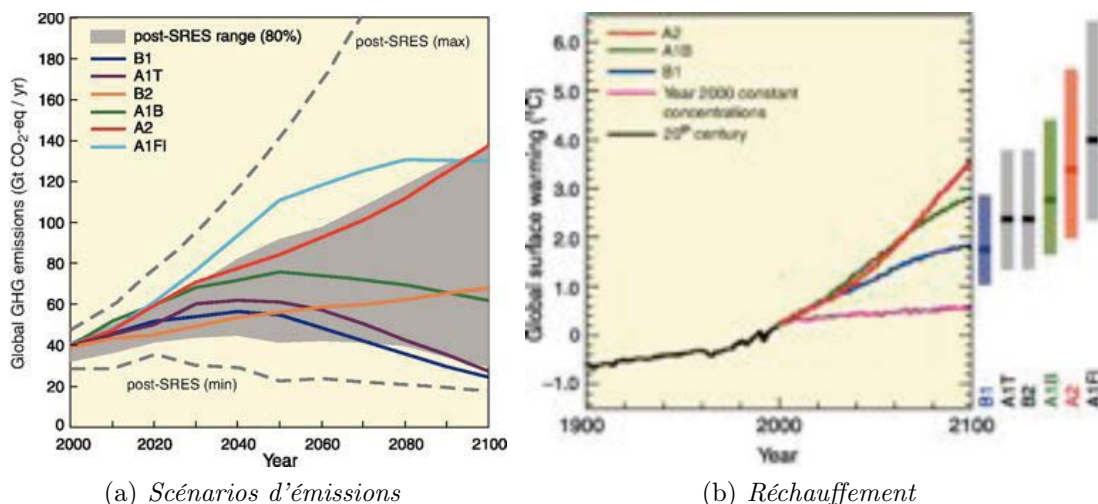 Global GHG emissions (Gt CO₂-eq / yr)
200
180
160
140
120
100
80
60
40
20
0
post-SRES range (80%)
B1
A1T
B2
A1B
A2
A1FI
post-SRES (max)
post-SRES (min)
2000 2020 2040 2060 2080 2100
Year
(a) Scénarios d'émissions
Global surface warming (°C)
6.0
5.0
4.0
3.0
2.0
1.0
0
–1.0
A2
A1B
B1
Year 2000 constant
concentrations
20th century
1900 2000 2100
Year
B1
A1T
B2
A1B
A2
A1FI
(b) Réchauffement